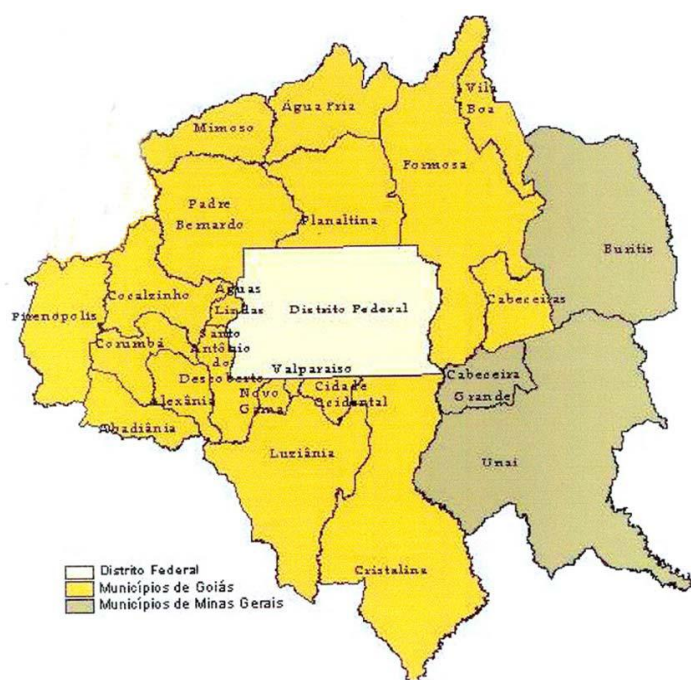 Água Fria
Vila
Boa
Mimoso
Formosa
Padre
Bernardo
Planaltina
Buritis
Águas
Lindas
Cocalzinho
Cabeceiras
Distrito Federal
Pirenópolis
Santo
Antônio
do
Descoberto
Corumbá
Valparaiso
Cabeceira
Grande
Novo
Gama
Cidade
Ocidental
Alexânia
Abadiânia
Luziânia
Unai
Cristalina
Distrito Federal
Municípios de Goiás
Municípios de Minas Gerais